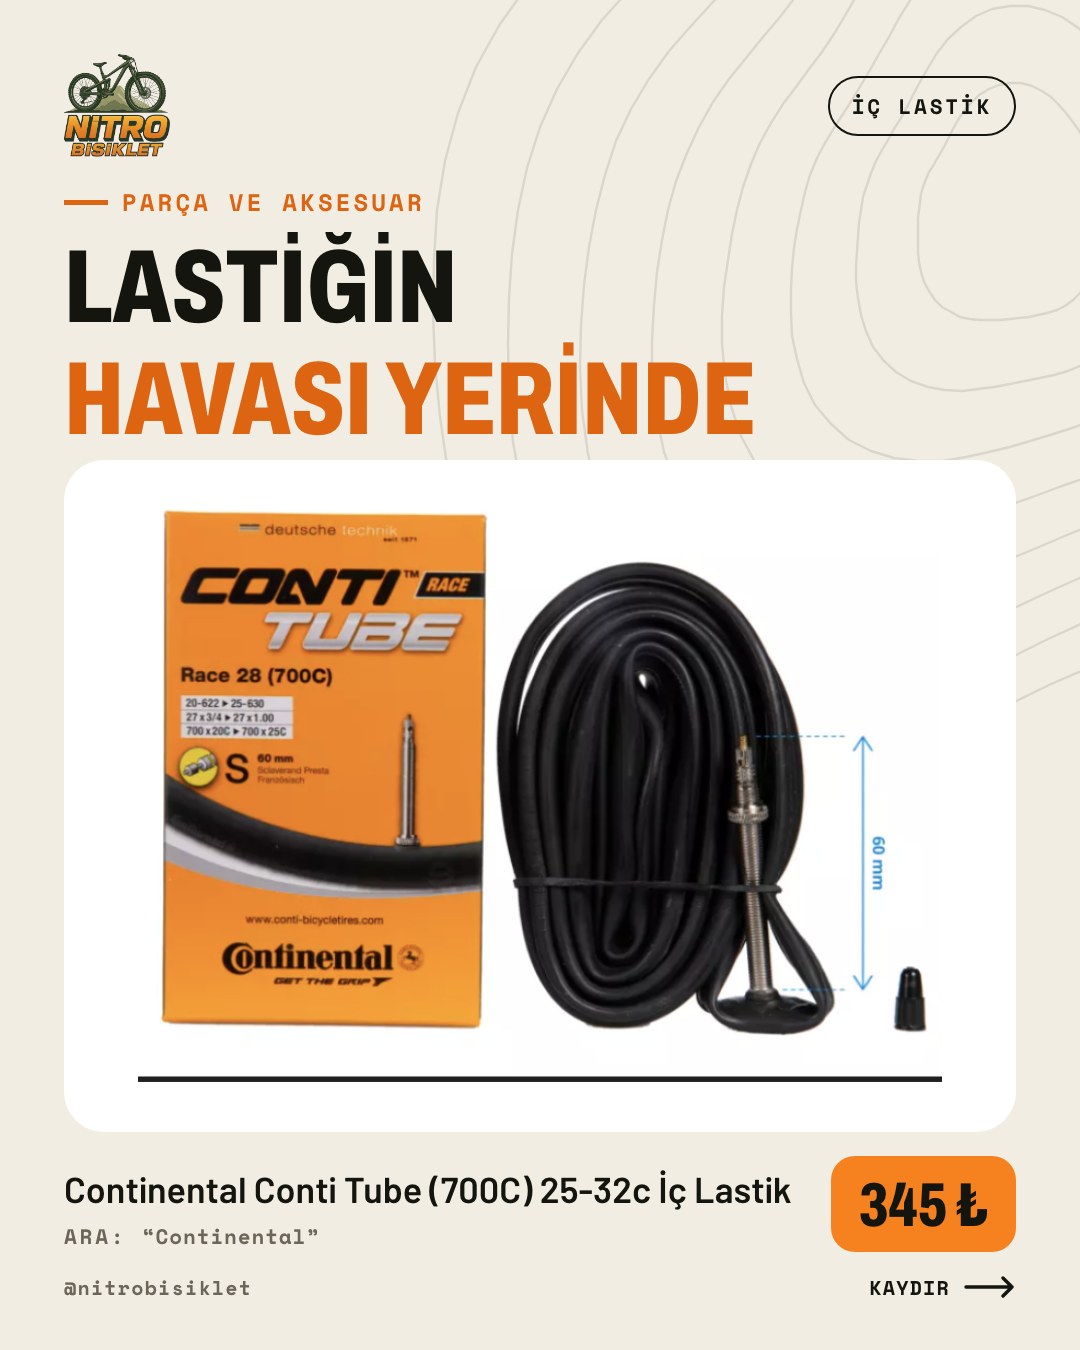 NiTRO
BISIKLET
İÇ LASTİK
PARÇA VE AKSESUAR
LASTİĞİN
HAVASI YERİNDE
deutsche technik
seit 1871
CONTI™ RACE
TUBE
Race 28 (700C)
20-622 ▸ 25-630
27 x 3/4 ▸ 27 x 1.00
700 x 20C ▸ 700 x 25C
S 60 mm
Sclaverand Presta
Französisch
60 mm
www.conti-bicycletires.com
Continental
GET THE GRIP
Continental Conti Tube (700C) 25-32c İç Lastik
345 ₺
ARA: “Continental”
@nitrobisiklet
KAYDIR →